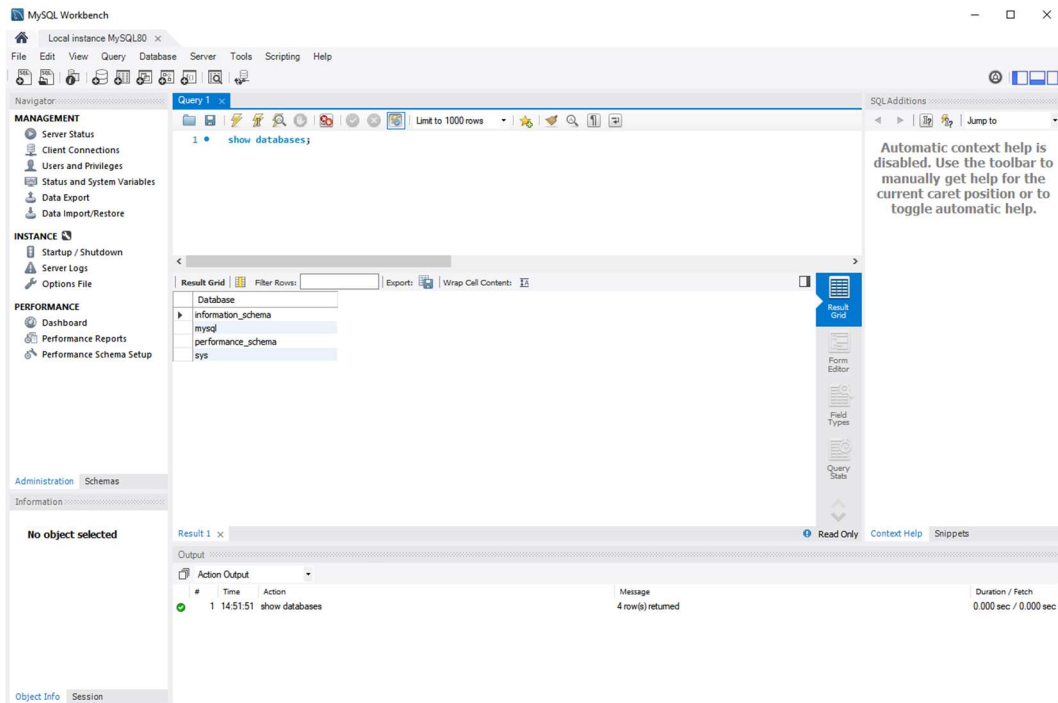 MySQL Workbench
Local instance MySQL80
File Edit View Query Database Server Tools Scripting Help
Navigator
MANAGEMENT
Server Status
Client Connections
Users and Privileges
Status and System Variables
Data Export
Data Import/Restore
INSTANCE
Startup / Shutdown
Server Logs
Options File
PERFORMANCE
Dashboard
Performance Reports
Performance Schema Setup
Administration Schemas
Information
No object selected
Object Info Session
Query 1
Limit to 1000 rows
1 show databases;
Result Grid Filter Rows: Export: Wrap Cell Content:
Database
information_schema
mysql
performance_schema
sys
Result
Grid
Form
Editor
Field
Types
Query
Stats
Result 1 Read Only
SQLAdditions
Jump to
Automatic context help is
disabled. Use the toolbar to
manually get help for the
current caret position or to
toggle automatic help.
Context Help Snippets
Output
Action Output
# Time Action Message Duration / Fetch
1 14:51:51 show databases 4 row(s) returned 0.000 sec / 0.000 sec